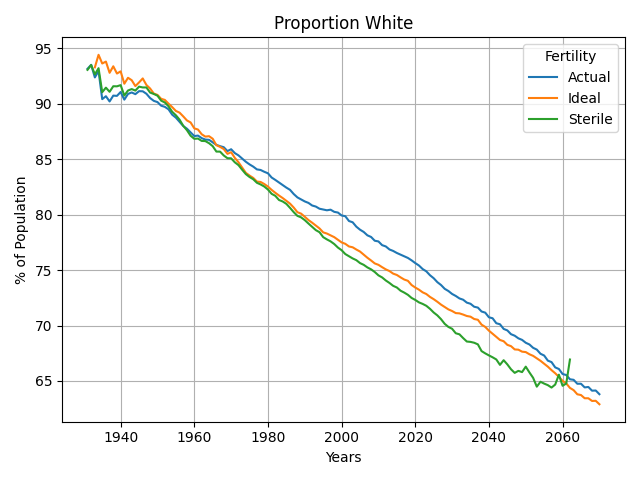 Proportion White
95
90
85
80
75
70
65
% of Population
Fertility
Actual
Ideal
Sterile
1940 1960 1980 2000 2020 2040 2060
Years